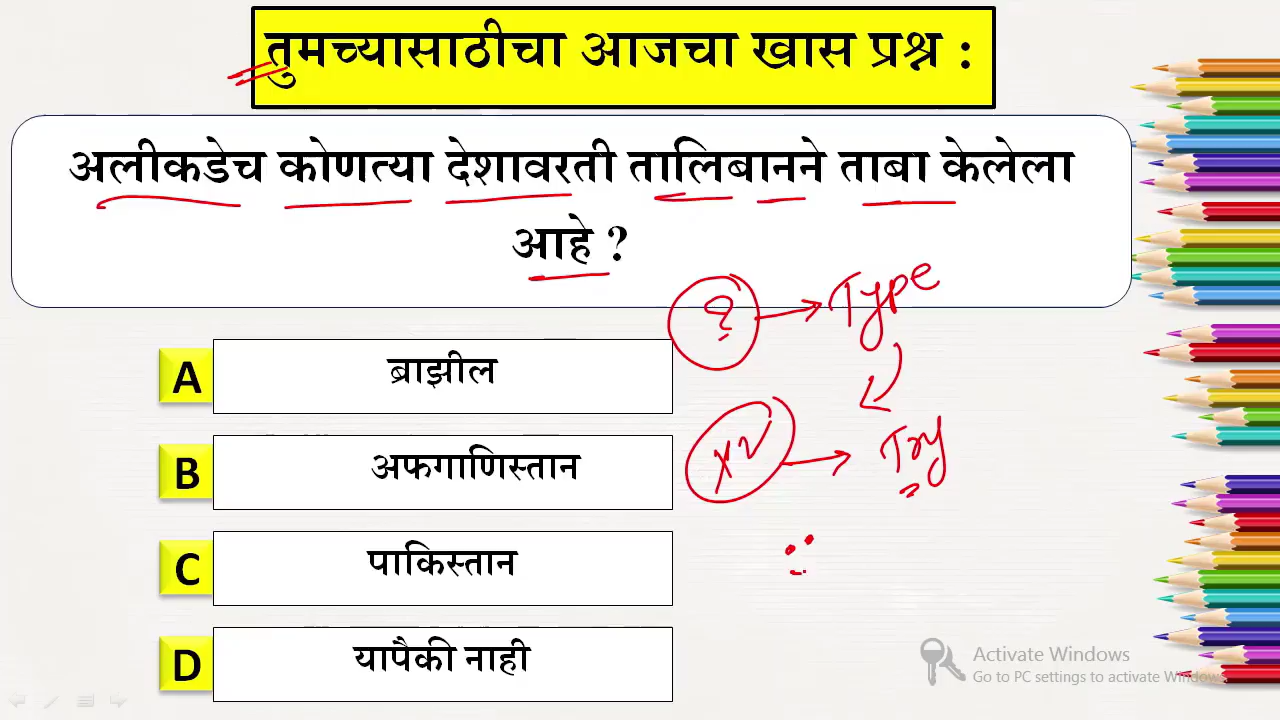 तुमच्यासाठीचा आजचा खास प्रश्न :
अलीकडेच कोणत्या देशावरती तालिबानने ताबा केलेला
आहे ?
? → Type
A ब्राझील
Try
B अफगाणिस्तान
C पाकिस्तान
D यापैकी नाही
Activate Windows
Go to PC settings to activate Windows.